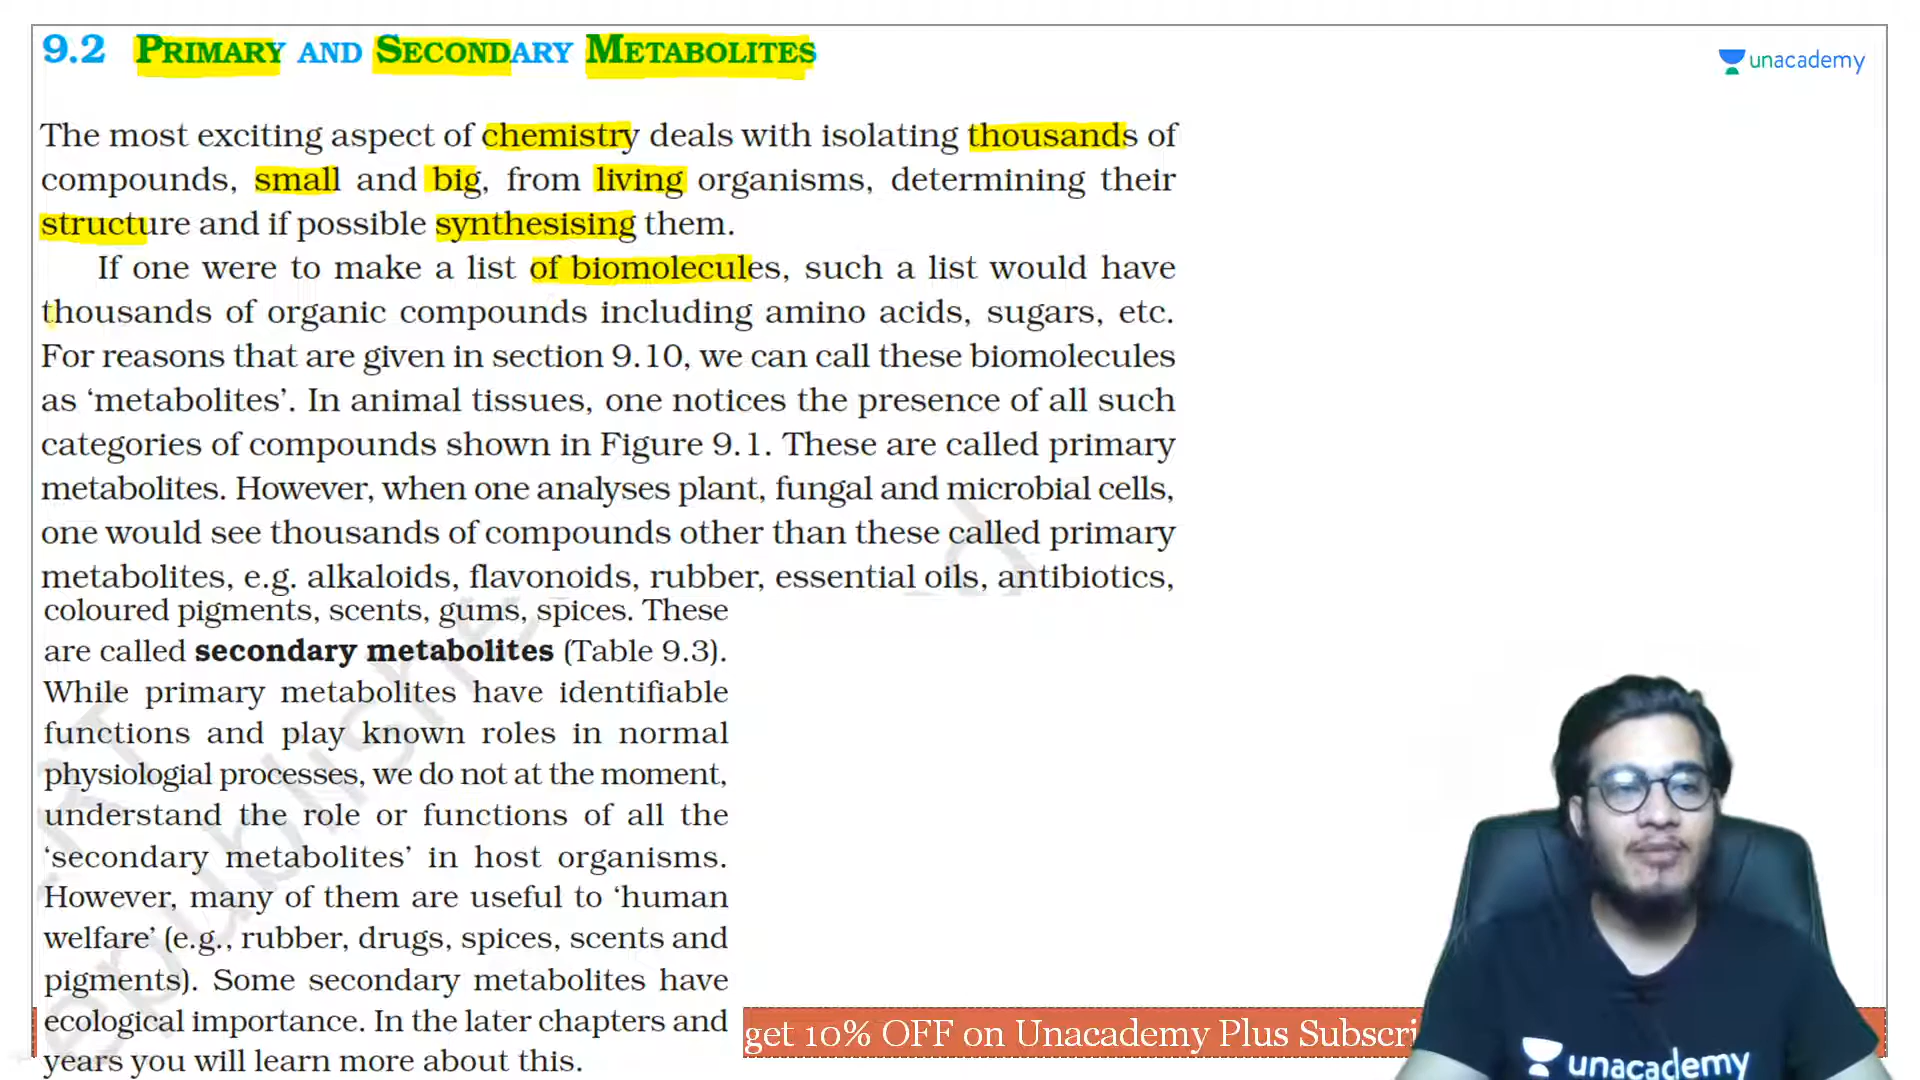 9.2 PRIMARY AND SECONDARY METABOLITES
unacademy
The most exciting aspect of chemistry deals with isolating thousands of
compounds, small and big, from living organisms, determining their
structure and if possible synthesising them.
If one were to make a list of biomolecules, such a list would have
thousands of organic compounds including amino acids, sugars, etc.
For reasons that are given in section 9.10, we can call these biomolecules
as ‘metabolites’. In animal tissues, one notices the presence of all such
categories of compounds shown in Figure 9.1. These are called primary
metabolites. However, when one analyses plant, fungal and microbial cells,
one would see thousands of compounds other than these called primary
metabolites, e.g. alkaloids, flavonoids, rubber, essential oils, antibiotics,
coloured pigments, scents, gums, spices. These
are called secondary metabolites (Table 9.3).
While primary metabolites have identifiable
functions and play known roles in normal
physiologial processes, we do not at the moment,
understand the role or functions of all the
‘secondary metabolites’ in host organisms.
However, many of them are useful to ‘human
welfare’ (e.g., rubber, drugs, spices, scents and
pigments). Some secondary metabolites have
ecological importance. In the later chapters and
years you will learn more about this.
get 10% OFF on Unacademy Plus Subscri
unacademy